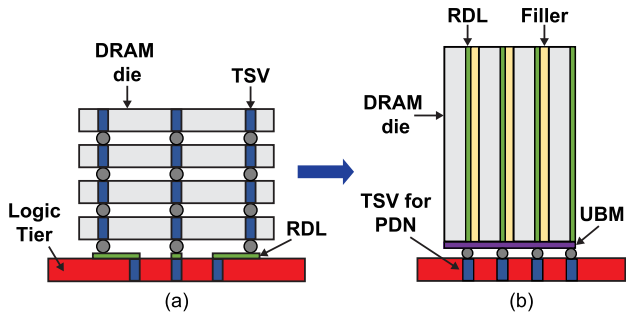 DRAM
die
TSV
Logic
Tier
RDL
(a)
RDL
Filler
DRAM
die
TSV for
PDN
UBM
(b)